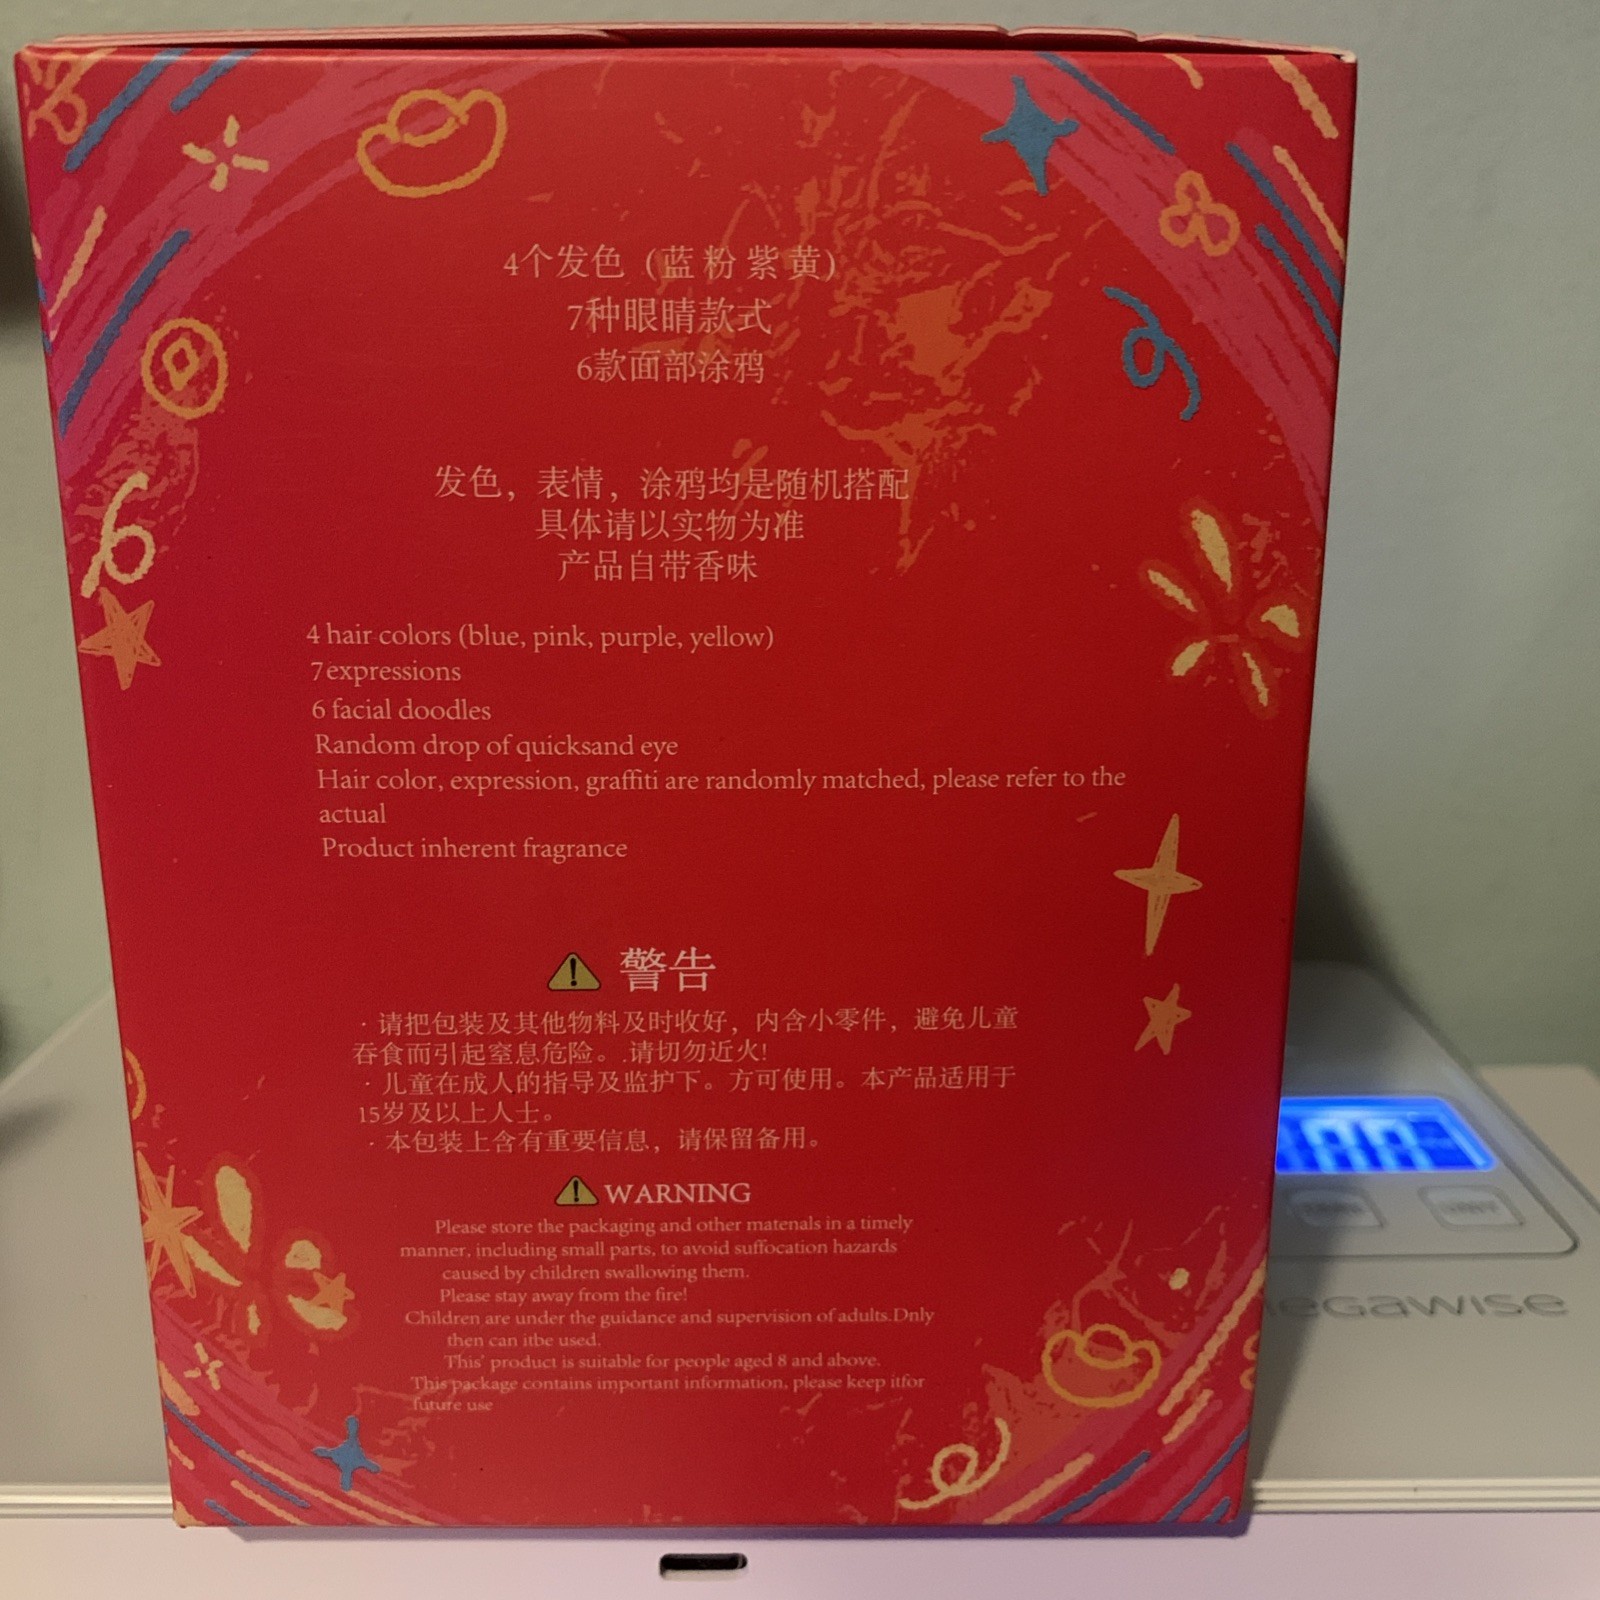 4个发色（蓝 粉 紫 黄）
7种眼睛款式
6款面部涂鸦
发色，表情，涂鸦均是随机搭配
具体请以实物为准
产品自带香味
4 hair colors (blue, pink, purple, yellow)
7expressions
6 facial doodles
Random drop of quicksand eye
Hair color, expression, graffiti are randomly matched, please refer to the
actual
Product inherent fragrance
警告
· 请把包装及其他物料及时收好，内含小零件，避免儿童
吞食而引起窒息危险。.请切勿近火!
· 儿童在成人的指导及监护下。方可使用。本产品适用于
15岁及以上人士。
· 本包装上含有重要信息，请保留备用。
WARNING
Please store the packaging and other matenals in a timely
manner, including small parts, to avoid suffocation hazards
caused by children swallowing them.
Please stay away from the fire!
Children are under the guidance and supervision of adults.Dnly
then can itbe used.
This' product is suitable for people aged 8 and above.
This package contains important information, please keep itfor
future use
egawise